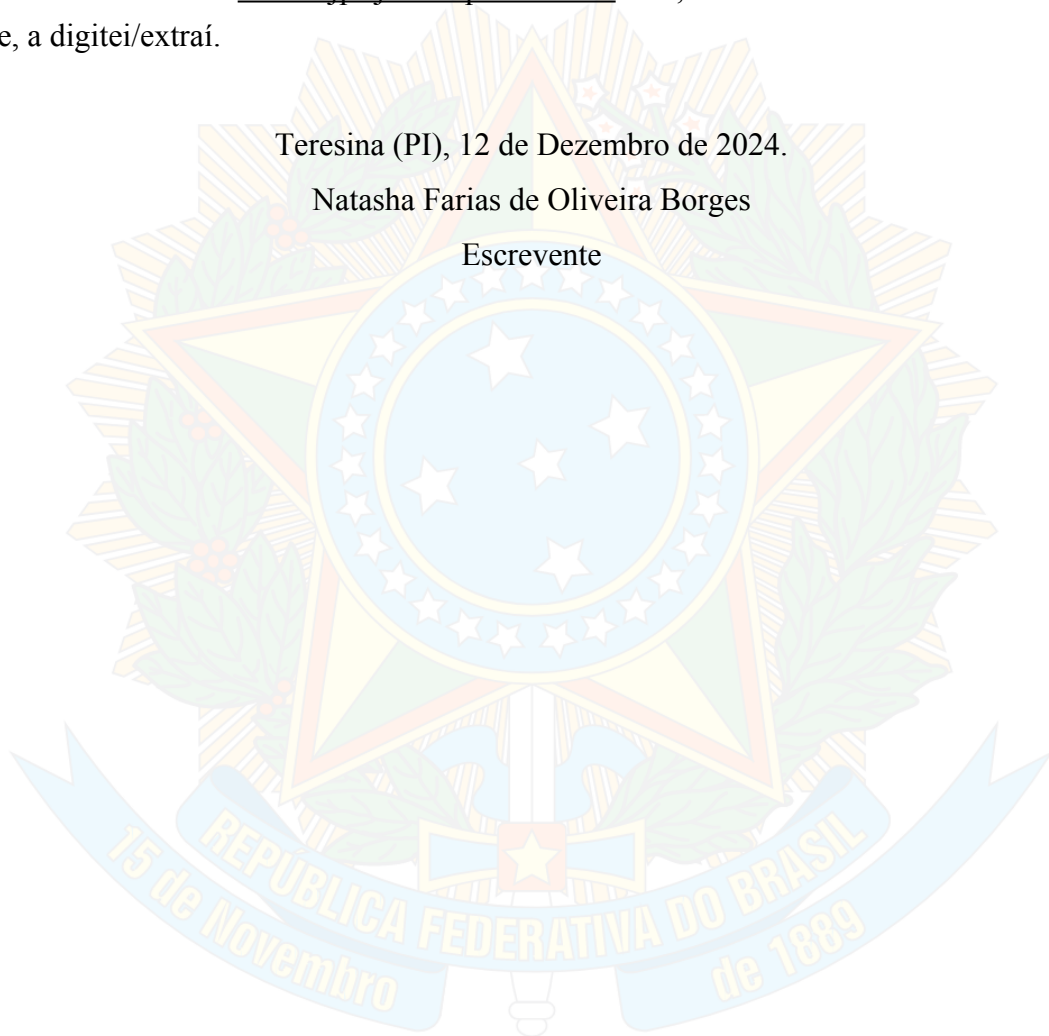 e, a digitei/extraí.
Teresina (PI), 12 de Dezembro de 2024.
Natasha Farias de Oliveira Borges
Escrevente
REPÚBLICA FEDERATIVA DO BRASIL
15 de Novembro de 1889